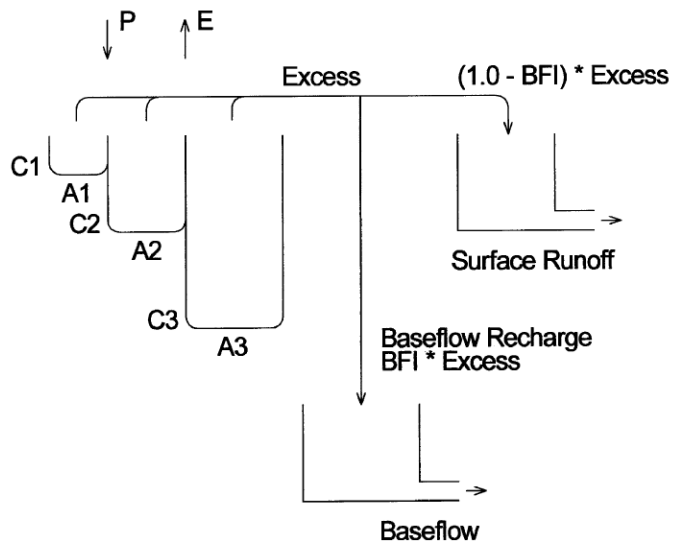 P
E
Excess
(1.0 - BFI) * Excess
C1
A1
C2
A2
Surface Runoff
C3
A3
Baseflow Recharge
BFI * Excess
Baseflow